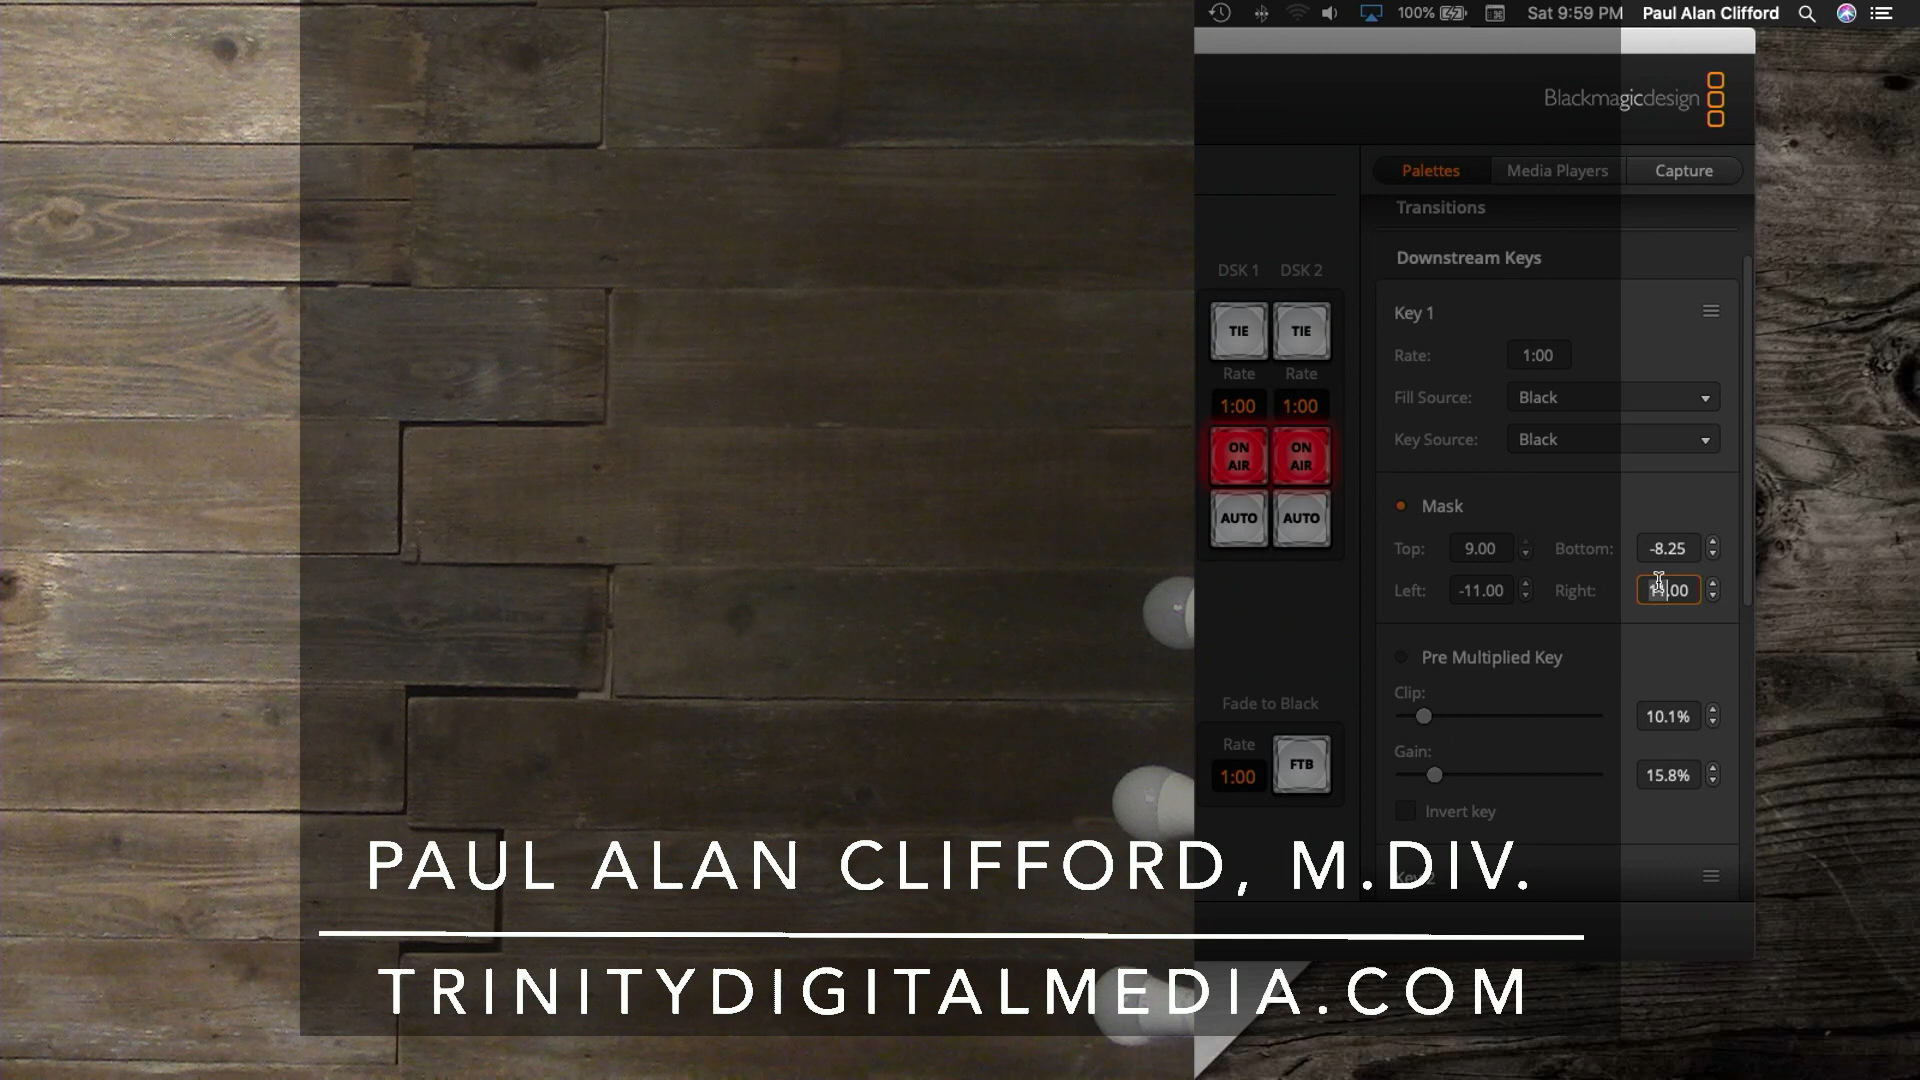 100%
Sat 9:59 PM
Paul Alan Clifford
Blackmagicdesign
Palettes
Media Players
Capture
Transitions
Downstream Keys
DSK 1
DSK 2
TIE
TIE
Rate
Rate
1:00
1:00
ON AIR
ON AIR
AUTO
AUTO
Fade to Black
Rate
1:00
FTB
Key 1
Rate: 1:00
Fill Source: Black
Key Source: Black
Mask
Top: 9.00 Bottom: -8.25
Left: -11.00 Right:
Pre Multiplied Key
Clip:
10.1%
Gain:
15.8%
Invert key
Key 2
PAUL ALAN CLIFFORD, M.DIV.
TRINITYDIGITALMEDIA.COM